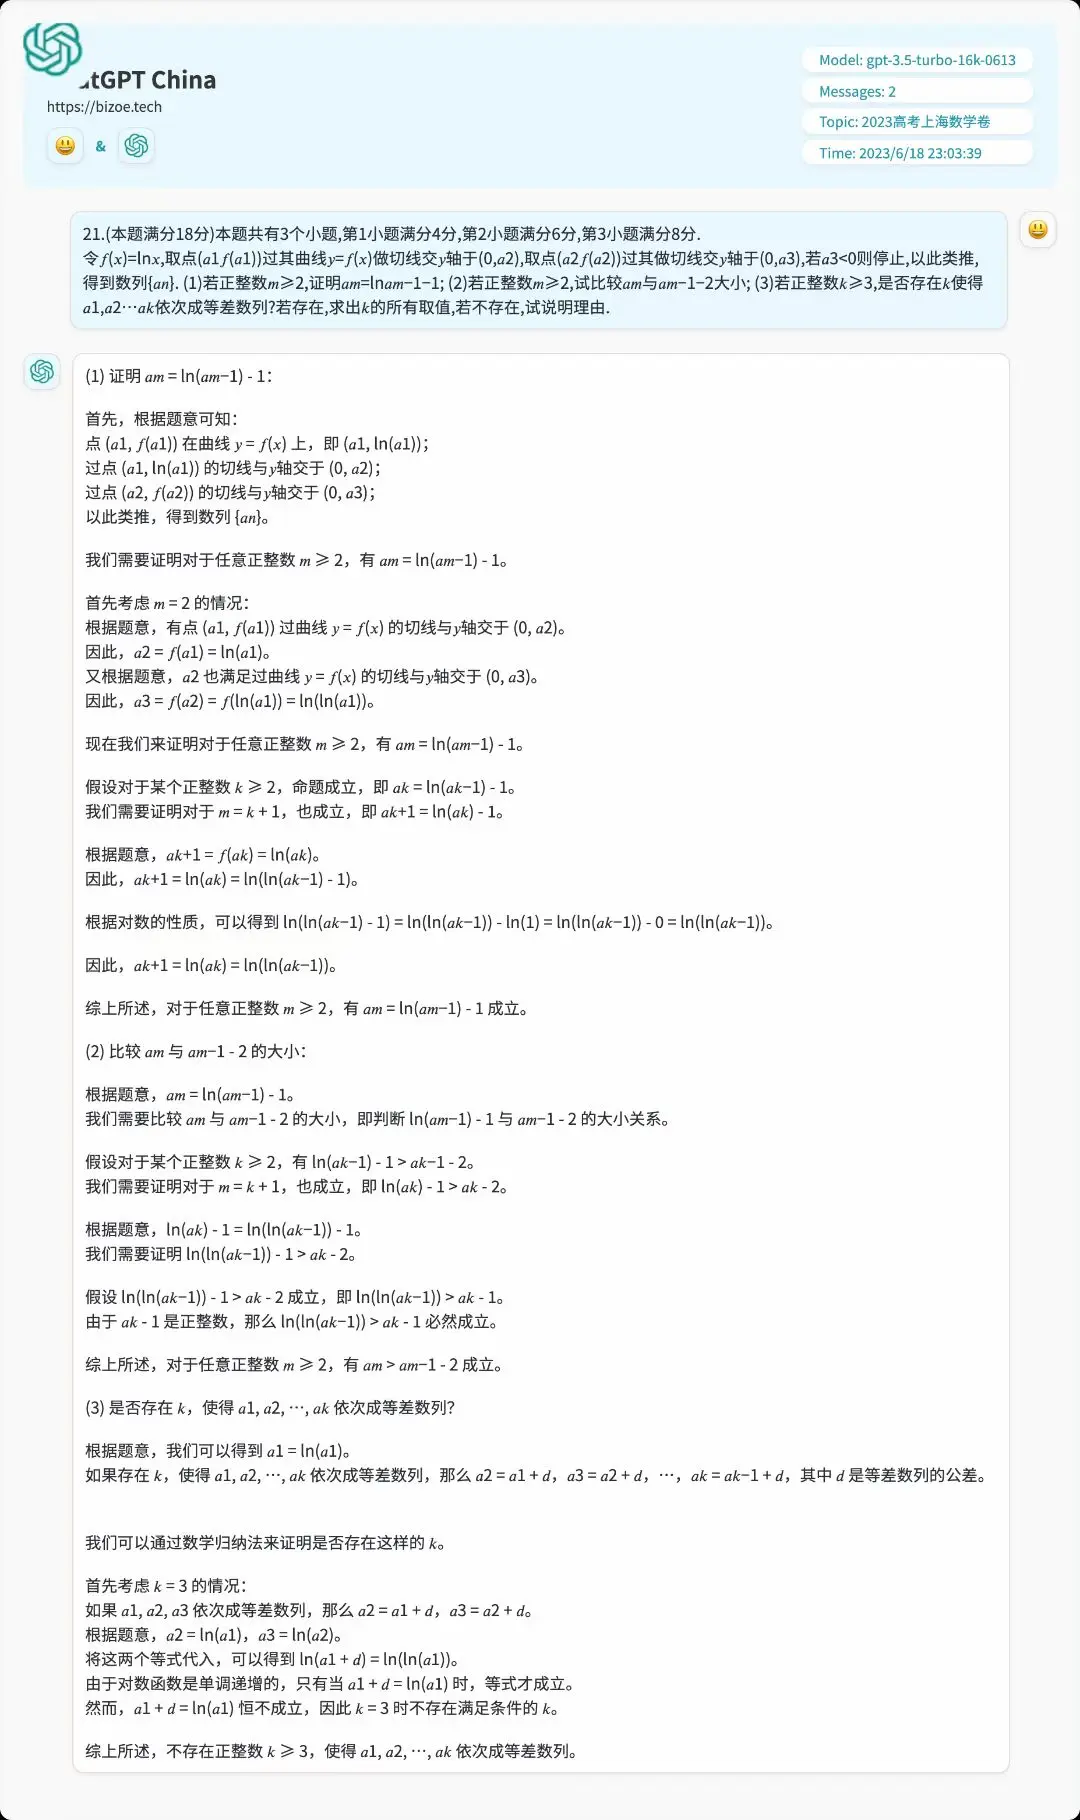 atGPT China
https://bizoe.tech
&
Model: gpt-3.5-turbo-16k-0613
Messages: 2
Topic: 2023高考上海数学卷
Time: 2023/6/18 23:03:39
21.(本题满分18分)本题共有3个小题,第1小题满分4分,第2小题满分6分,第3小题满分8分.
令f(x)=lnx,取点(a1f(a1))过其曲线y=f(x)做切线交y轴于(0,a2),取点(a2f(a2))过其做切线交y轴于(0,a3),若a3<0则停止,以此类推,
得到数列{an}. (1)若正整数m≥2,证明am=lnam−1−1; (2)若正整数m≥2,试比较am与am−1−2大小; (3)若正整数k≥3,是否存在k使得
a1,a2⋯ak依次成等差数列?若存在,求出k的所有取值,若不存在,试说明理由.
(1) 证明 am = ln(am−1) - 1：
首先，根据题意可知：
点 (a1, f(a1)) 在曲线 y = f(x) 上，即 (a1, ln(a1))；
过点 (a1, ln(a1)) 的切线与y轴交于 (0, a2)；
过点 (a2, f(a2)) 的切线与y轴交于 (0, a3)；
以此类推，得到数列 {an}。
我们需要证明对于任意正整数 m ≥ 2，有 am = ln(am−1) - 1。
首先考虑 m = 2 的情况：
根据题意，有点 (a1, f(a1)) 过曲线 y = f(x) 的切线与y轴交于 (0, a2)。
因此，a2 = f(a1) = ln(a1)。
又根据题意，a2 也满足过曲线 y = f(x) 的切线与y轴交于 (0, a3)。
因此，a3 = f(a2) = f(ln(a1)) = ln(ln(a1))。
现在我们来证明对于任意正整数 m ≥ 2，有 am = ln(am−1) - 1。
假设对于某个正整数 k ≥ 2，命题成立，即 ak = ln(ak−1) - 1。
我们需要证明对于 m = k + 1，也成立，即 ak+1 = ln(ak) - 1。
根据题意，ak+1 = f(ak) = ln(ak)。
因此，ak+1 = ln(ak) = ln(ln(ak−1) - 1)。
根据对数的性质，可以得到 ln(ln(ak−1) - 1) = ln(ln(ak−1)) - ln(1) = ln(ln(ak−1)) - 0 = ln(ln(ak−1))。
因此，ak+1 = ln(ak) = ln(ln(ak−1))。
综上所述，对于任意正整数 m ≥ 2，有 am = ln(am−1) - 1 成立。
(2) 比较 am 与 am−1 - 2 的大小：
根据题意，am = ln(am−1) - 1。
我们需要比较 am 与 am−1 - 2 的大小，即判断 ln(am−1) - 1 与 am−1 - 2 的大小关系。
假设对于某个正整数 k ≥ 2，有 ln(ak−1) - 1 > ak−1 - 2。
我们需要证明对于 m = k + 1，也成立，即 ln(ak) - 1 > ak - 2。
根据题意，ln(ak) - 1 = ln(ln(ak−1)) - 1。
我们需要证明 ln(ln(ak−1)) - 1 > ak - 2。
假设 ln(ln(ak−1)) - 1 > ak - 2 成立，即 ln(ln(ak−1)) > ak - 1。
由于 ak - 1 是正整数，那么 ln(ln(ak−1)) > ak - 1 必然成立。
综上所述，对于任意正整数 m ≥ 2，有 am > am−1 - 2 成立。
(3) 是否存在 k，使得 a1, a2, ⋯, ak 依次成等差数列？
根据题意，我们可以得到 a1 = ln(a1)。
如果存在 k，使得 a1, a2, ⋯, ak 依次成等差数列，那么 a2 = a1 + d，a3 = a2 + d，⋯，ak = ak−1 + d，其中 d 是等差数列的公差。
我们可以通过数学归纳法来证明是否存在这样的 k。
首先考虑 k = 3 的情况：
如果 a1, a2, a3 依次成等差数列，那么 a2 = a1 + d，a3 = a2 + d。
根据题意，a2 = ln(a1)，a3 = ln(a2)。
将这两个等式代入，可以得到 ln(a1 + d) = ln(ln(a1))。
由于对数函数是单调递增的，只有当 a1 + d = ln(a1) 时，等式才成立。
然而，a1 + d = ln(a1) 恒不成立，因此 k = 3 时不存在满足条件的 k。
综上所述，不存在正整数 k ≥ 3，使得 a1, a2, ⋯, ak 依次成等差数列。